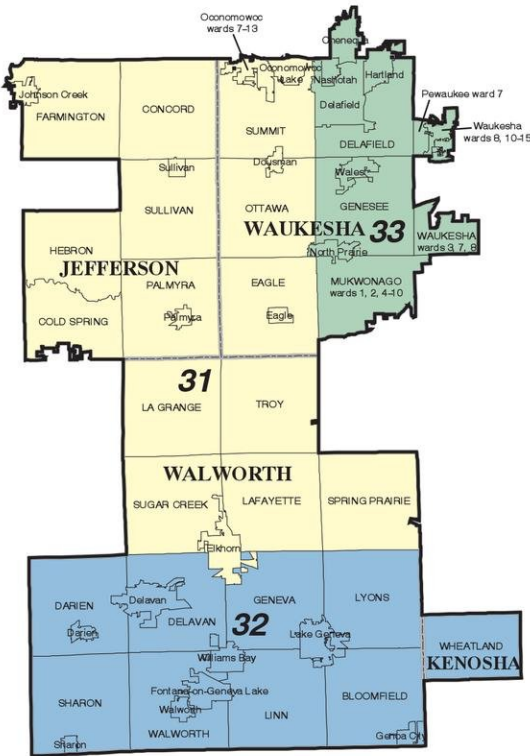 Oconomowoc
wards 7-13
Chenequa
Oconomowoc
Lake
Nashotah
Hartland
Johnson Creek
FARMINGTON
CONCORD
Delafield
Pewaukee ward 7
SUMMIT
DELAFIELD
Waukesha
wards 8, 10-15
Sullivan
Dousman
Wales
SULLIVAN
OTTAWA
GENESEE
WAUKESHA 33
WAUKESHA
wards 3, 7, 8
HEBRON
North Prairie
JEFFERSON
PALMYRA
EAGLE
MUKWONAGO
wards 1, 2, 4-10
COLD SPRING
Palmyra
Eagle
31
LA GRANGE
TROY
WALWORTH
SUGAR CREEK
LAFAYETTE
SPRING PRAIRIE
Elkhorn
DARIEN
Delavan
GENEVA
LYONS
Darien
DELAVAN
32
Lake Geneva
WHEATLAND
KENOSHA
Williams Bay
SHARON
Fontana-on-Geneva Lake
BLOOMFIELD
Walworth
LINN
WALWORTH
Sharon
Genoa City